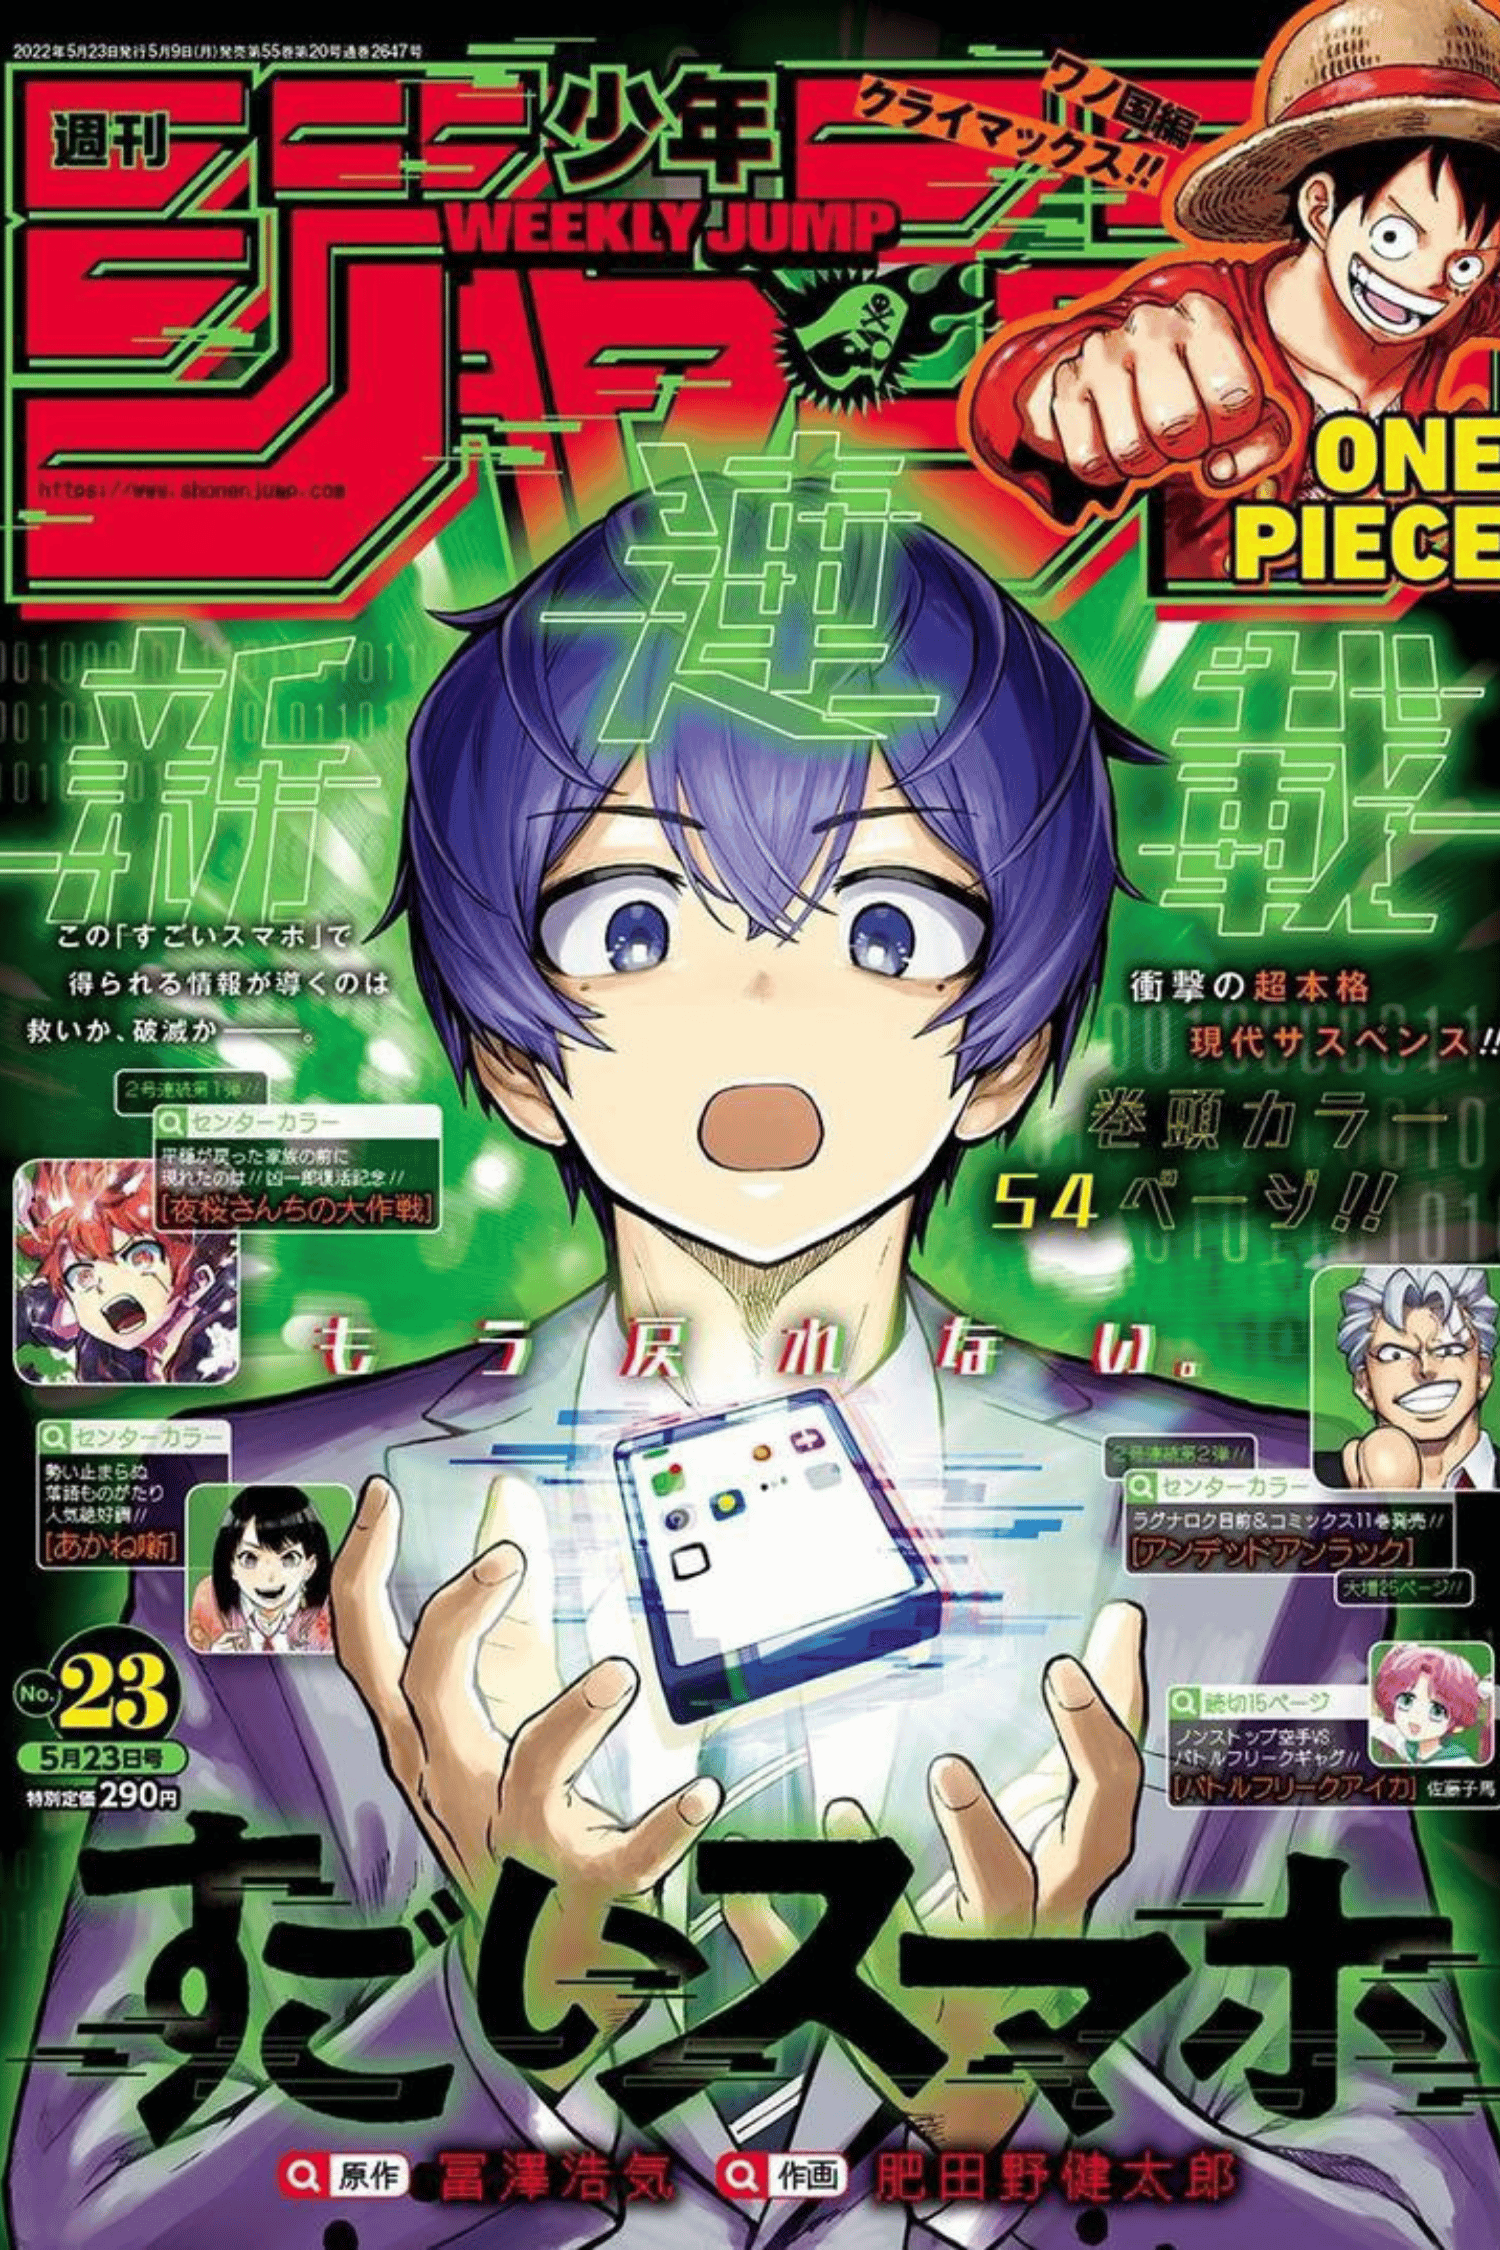 2022年5月23日発行5月9日(月)発売第55巻第20号通巻2647号
週刊
少年
ジャンプ
WEEKLY JUMP
https://www.shonenjump.com
ワノ国編
クライマックス!!
ONE
PIECE
新連載
この「すごいスマホ」で
得られる情報が導くのは
救いか、破滅か――。
衝撃の超本格
現代サスペンス!!
巻頭カラー
54ページ!!
2号連続第1弾!!
センターカラー
平穏が戻った家族の前に
現れたのは!!凶一郎復活記念!!
[夜桜さんちの大作戦]
もう戻れない。
センターカラー
勢い止まらぬ
落語ものがたり
人気絶好調!!
[あかね噺]
2号連続第2弾!!
センターカラー
ラグナロク目前&コミックス11巻発売!!
[アンデッドアンラック]
大増25ページ!!
No.23
5月23日号
特別定価290円
読切15ページ
ノンストップ空手VS
バトルフリークギャグ!!
[バトルフリークアイカ] 佐藤子馬
すごいスマホ
原作 冨澤浩気 作画 肥田野健太郎